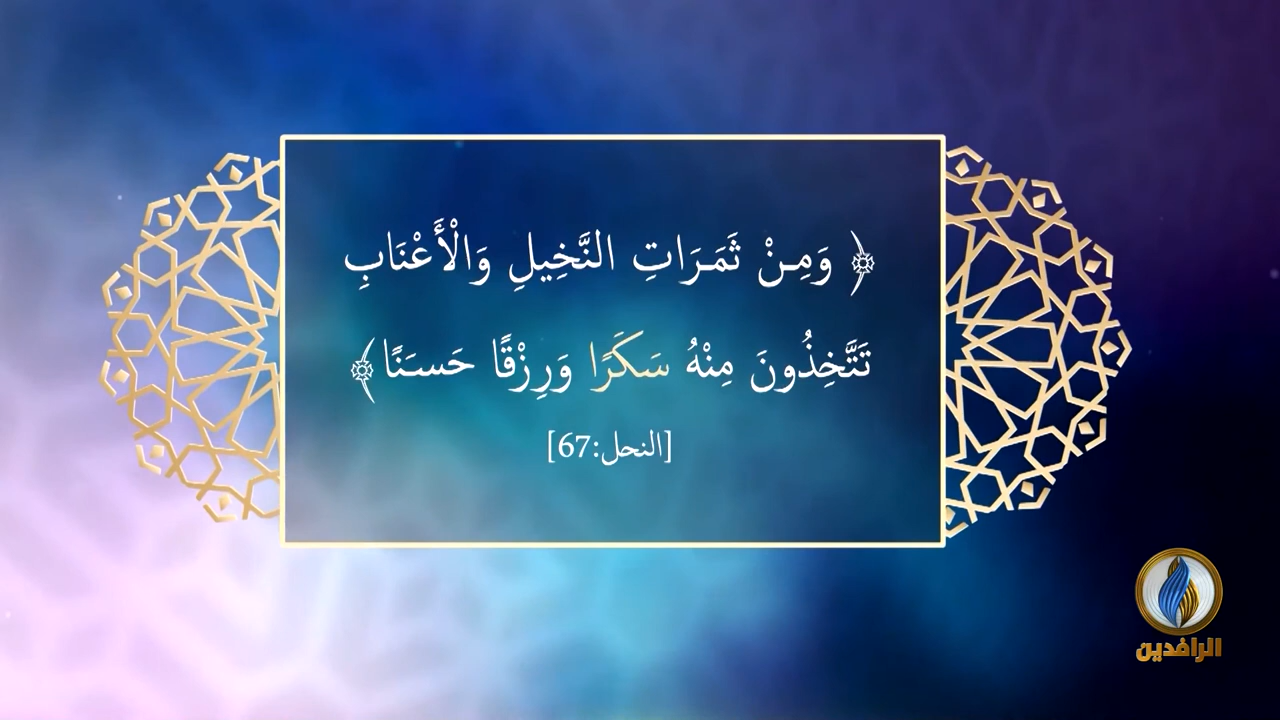 ﴿ وَمِنْ ثَمَرَاتِ النَّخِيلِ وَالْأَعْنَابِ
تَتَّخِذُونَ مِنْهُ سَكَرًا وَرِزْقًا حَسَنًا ﴾
[النحل:67]
الرافدين